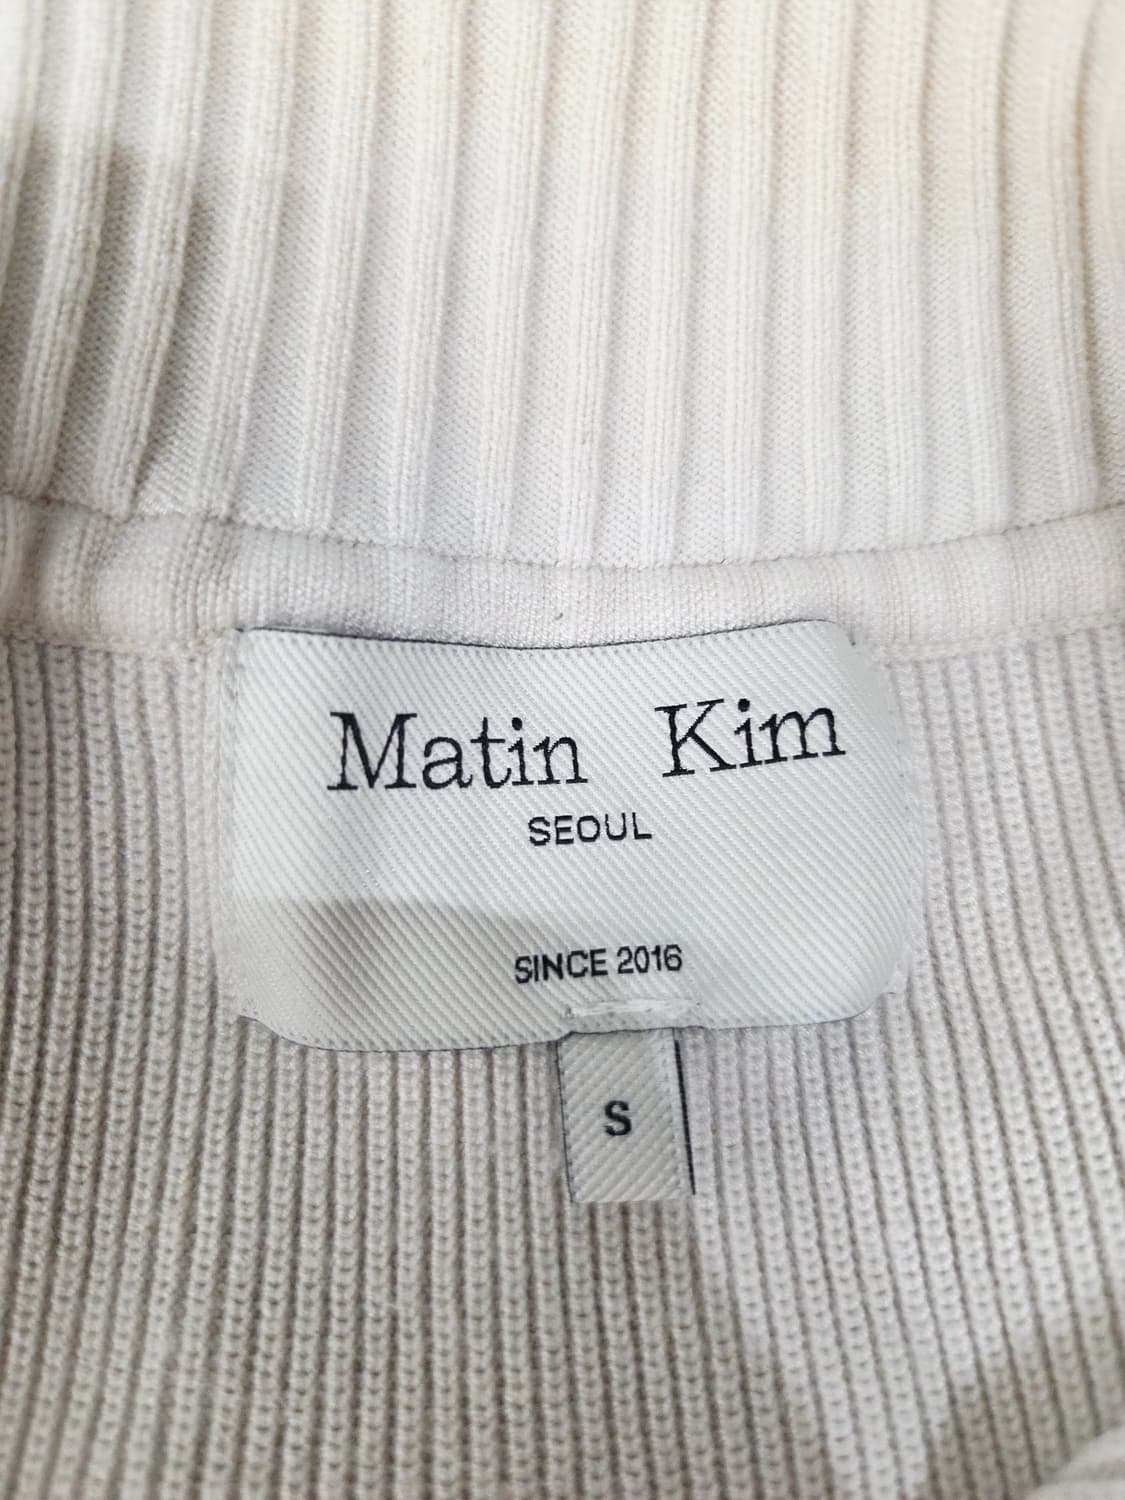 Matin Kim
SEOUL
SINCE 2016
S